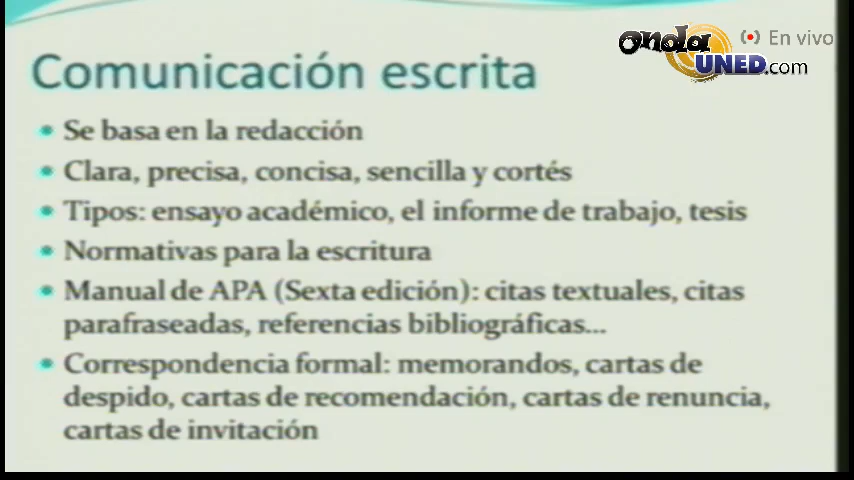 onda
UNED.com
En vivo
Comunicación escrita
Se basa en la redacción
Clara, precisa, concisa, sencilla y cortés
Tipos: ensayo académico, el informe de trabajo, tesis
Normativas para la escritura
Manual de APA (Sexta edición): citas textuales, citas
parafraseadas, referencias bibliográficas...
Correspondencia formal: memorandos, cartas de
despido, cartas de recomendación, cartas de renuncia,
cartas de invitación